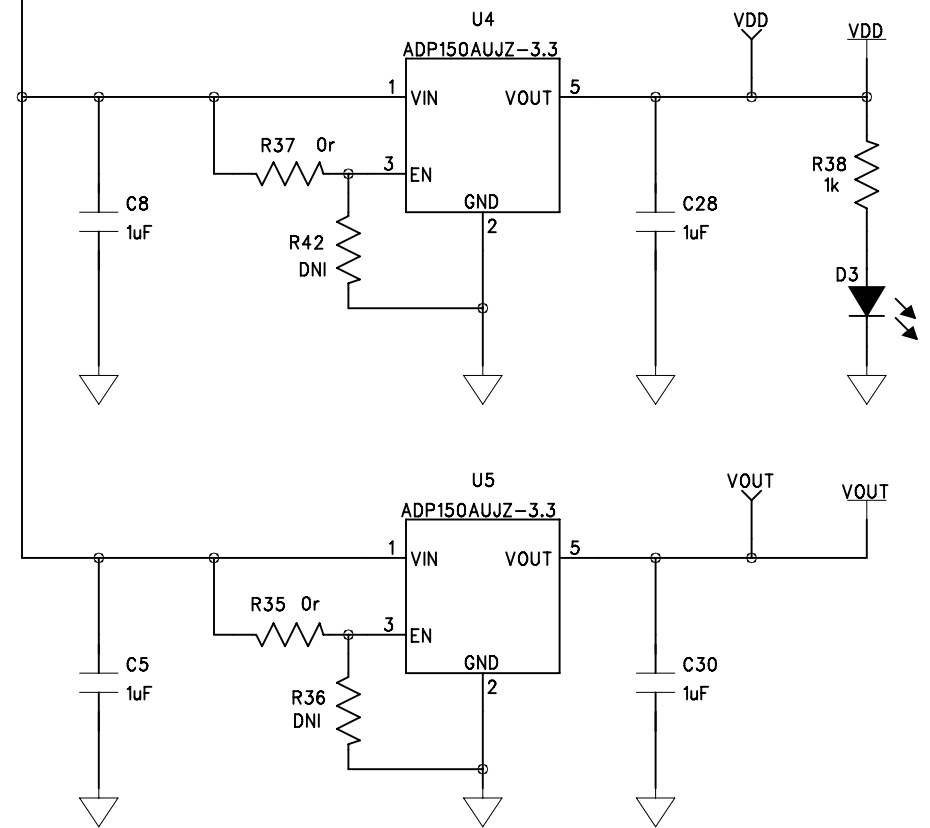 U4
ADP150AUJZ-3.3
VDD
VDD
1
VIN
VOUT
5
R37 0r
3
EN
R38
1k
GND
2
C8
1uF
R42
DNI
C28
1uF
D3
U5
ADP150AUJZ-3.3
VOUT
VOUT
1
VIN
VOUT
5
R35 0r
3
EN
GND
2
C5
1uF
R36
DNI
C30
1uF